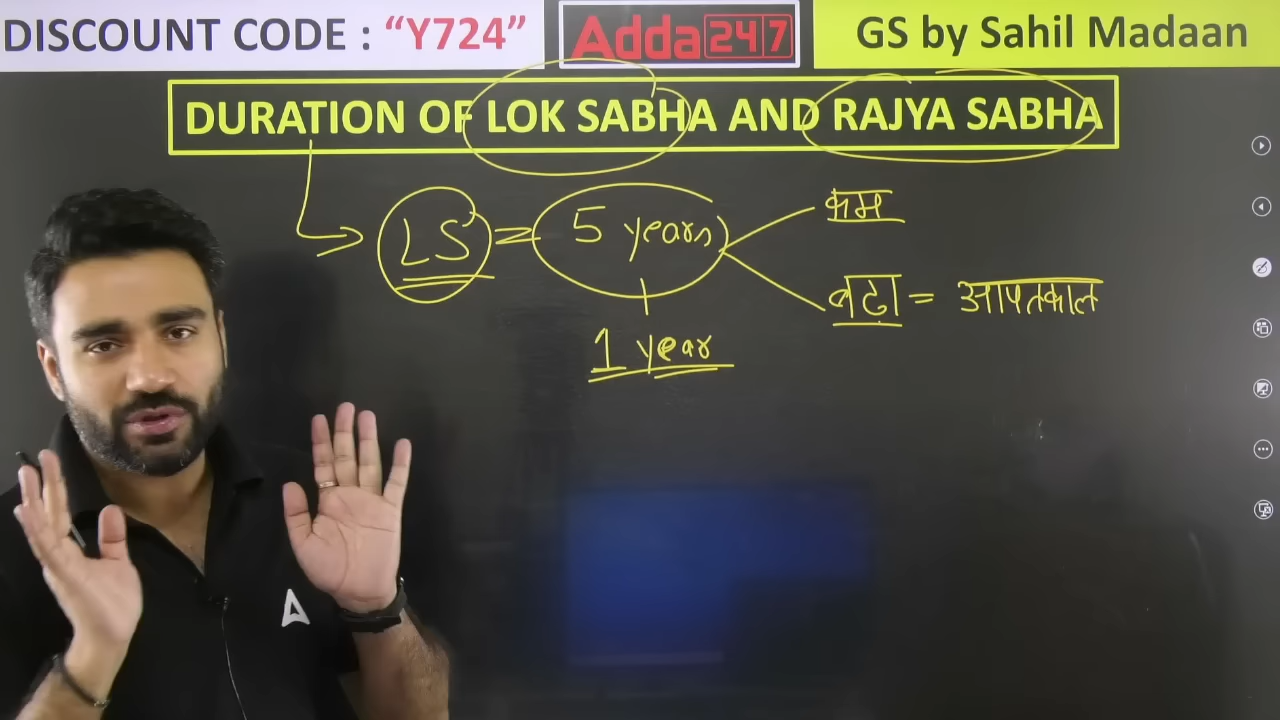 DISCOUNT CODE : “Y724”
Adda247
GS by Sahil Madaan
DURATION OF LOK SABHA AND RAJYA SABHA
LS = 5 years
कम
बढ़ा = आपतकाल
+
1 year